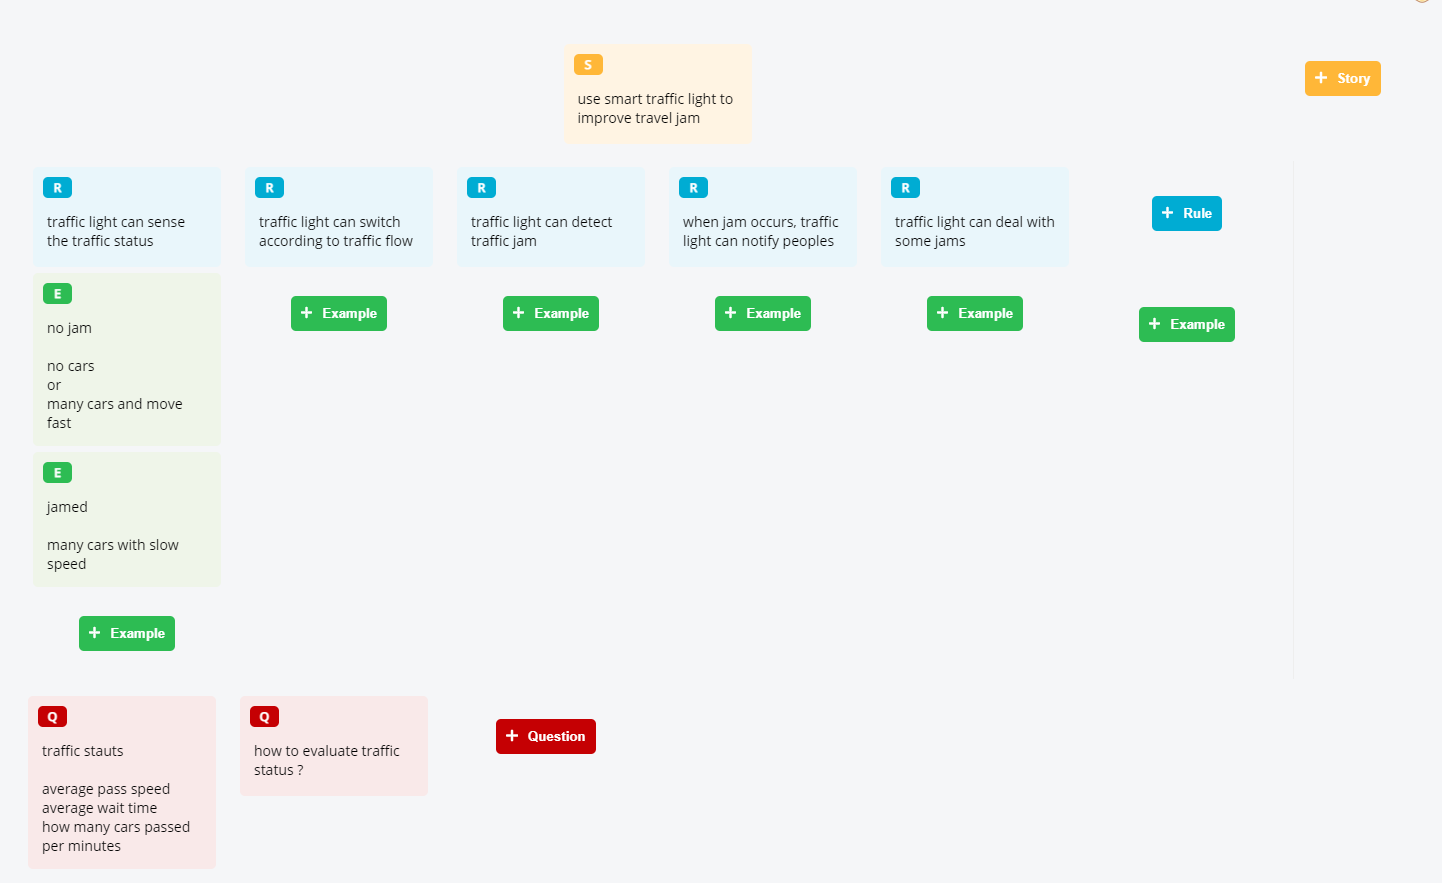 S
use smart traffic light to
improve travel jam
+ Story
R
traffic light can sense
the traffic status
R
traffic light can switch
according to traffic flow
R
traffic light can detect
traffic jam
R
when jam occurs, traffic
light can notify peoples
R
traffic light can deal with
some jams
+ Rule
E
no jam
no cars
or
many cars and move
fast
+ Example
+ Example
+ Example
+ Example
+ Example
E
jamed
many cars with slow
speed
+ Example
Q
traffic stauts
average pass speed
average wait time
how many cars passed
per minutes
Q
how to evaluate traffic
status ?
+ Question